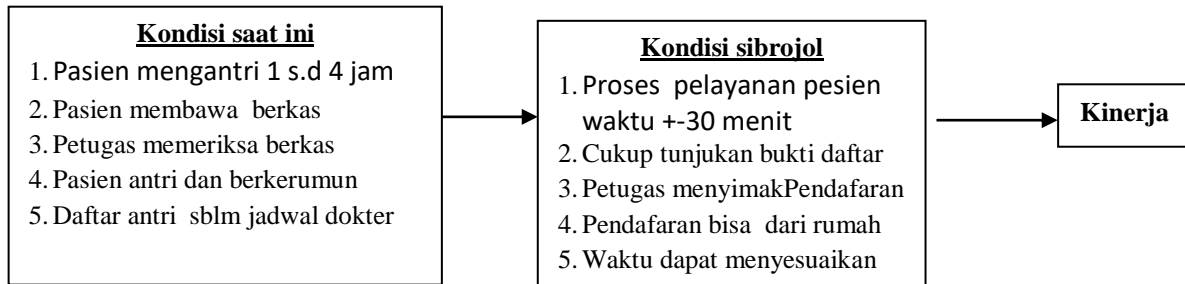 Kondisi saat ini
1. Pasien mengantri 1 s.d 4 jam
2. Pasien membawa berkas
3. Petugas memeriksa berkas
4. Pasien antri dan berkerumun
5. Daftar antri sblm jadwal dokter
Kondisi sibrojol
1. Proses pelayanan pesien
waktu +-30 menit
2. Cukup tunjukan bukti daftar
3. Petugas menyimakPendafaran
4. Pendafaran bisa dari rumah
5. Waktu dapat menyesuaikan
Kinerja